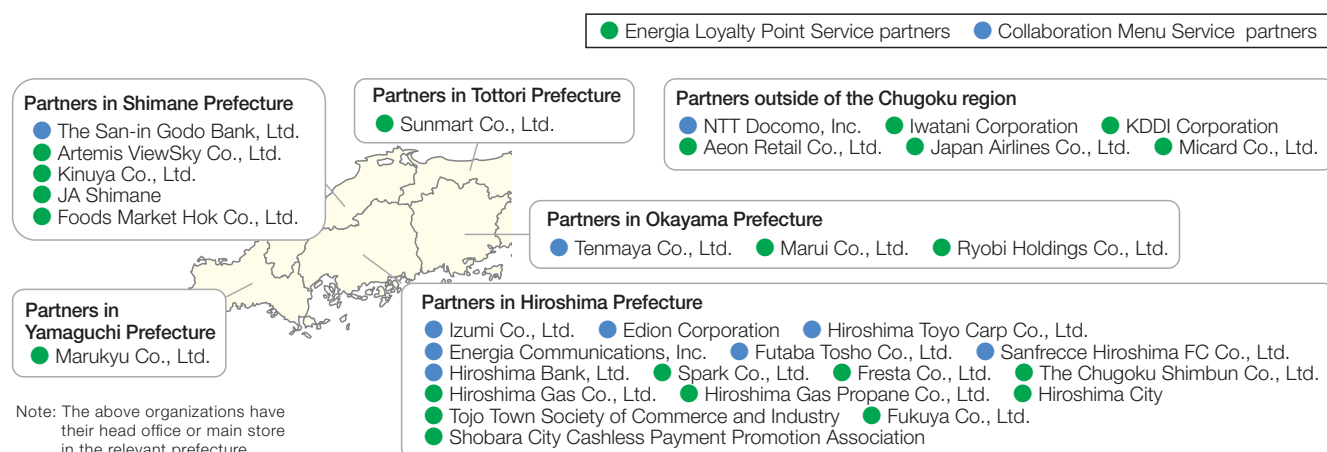 Energia Loyalty Point Service partners Collaboration Menu Service partners
Partners in Shimane Prefecture
The San-in Godo Bank, Ltd.
Artemis ViewSky Co., Ltd.
Kinuya Co., Ltd.
JA Shimane
Foods Market Hok Co., Ltd.
Partners in Tottori Prefecture
Sunmart Co., Ltd.
Partners outside of the Chugoku region
NTT Docomo, Inc. Iwatani Corporation KDDI Corporation
Aeon Retail Co., Ltd. Japan Airlines Co., Ltd. Micard Co., Ltd.
Partners in Okayama Prefecture
Tenmaya Co., Ltd. Marui Co., Ltd. Ryobi Holdings Co., Ltd.
Partners in
Yamaguchi Prefecture
Marukyu Co., Ltd.
Partners in Hiroshima Prefecture
Izumi Co., Ltd. Edion Corporation Hiroshima Toyo Carp Co., Ltd.
Energia Communications, Inc. Futaba Tosho Co., Ltd. Sanfrecce Hiroshima FC Co., Ltd.
Hiroshima Bank, Ltd. Spark Co., Ltd. Fresta Co., Ltd. The Chugoku Shimbun Co., Ltd.
Hiroshima Gas Co., Ltd. Hiroshima Gas Propane Co., Ltd. Hiroshima City
Tojo Town Society of Commerce and Industry Fukuya Co., Ltd.
Shobara City Cashless Payment Promotion Association
Note: The above organizations have
their head office or main store
in the relevant prefecture